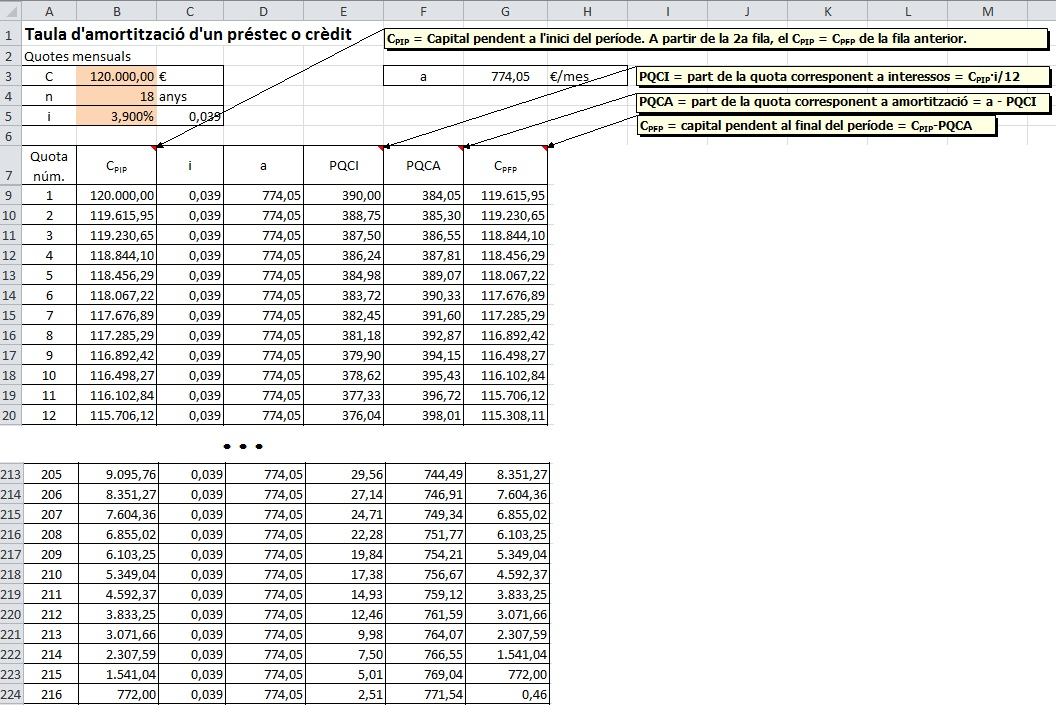 A B C D E F G H I J K L M
1 Taula d'amortització d'un préstec o crèdit
C_PIP = Capital pendent a l'inici del període. A partir de la 2a fila, el C_PIP = C_PFP de la fila anterior.
2 Quotes mensuals
3 C 120.000,00 € a 774,05 €/mes
PQCI = part de la quota corresponent a interessos = C_PIP·i/12
4 n 18 anys
PQCA = part de la quota corresponent a amortització = a - PQCI
5 i 3,900% 0,039
C_PFP = capital pendent al final del període = C_PIP-PQCA
6
7 Quota núm. C_PIP i a PQCI PQCA C_PFP
9 1 120.000,00 0,039 774,05 390,00 384,05 119.615,95
10 2 119.615,95 0,039 774,05 388,75 385,30 119.230,65
11 3 119.230,65 0,039 774,05 387,50 386,55 118.844,10
12 4 118.844,10 0,039 774,05 386,24 387,81 118.456,29
13 5 118.456,29 0,039 774,05 384,98 389,07 118.067,22
14 6 118.067,22 0,039 774,05 383,72 390,33 117.676,89
15 7 117.676,89 0,039 774,05 382,45 391,60 117.285,29
16 8 117.285,29 0,039 774,05 381,18 392,87 116.892,42
17 9 116.892,42 0,039 774,05 379,90 394,15 116.498,27
18 10 116.498,27 0,039 774,05 378,62 395,43 116.102,84
19 11 116.102,84 0,039 774,05 377,33 396,72 115.706,12
20 12 115.706,12 0,039 774,05 376,04 398,01 115.308,11
• • •
213 205 9.095,76 0,039 774,05 29,56 744,49 8.351,27
214 206 8.351,27 0,039 774,05 27,14 746,91 7.604,36
215 207 7.604,36 0,039 774,05 24,71 749,34 6.855,02
216 208 6.855,02 0,039 774,05 22,28 751,77 6.103,25
217 209 6.103,25 0,039 774,05 19,84 754,21 5.349,04
218 210 5.349,04 0,039 774,05 17,38 756,67 4.592,37
219 211 4.592,37 0,039 774,05 14,93 759,12 3.833,25
220 212 3.833,25 0,039 774,05 12,46 761,59 3.071,66
221 213 3.071,66 0,039 774,05 9,98 764,07 2.307,59
222 214 2.307,59 0,039 774,05 7,50 766,55 1.541,04
223 215 1.541,04 0,039 774,05 5,01 769,04 772,00
224 216 772,00 0,039 774,05 2,51 771,54 0,46